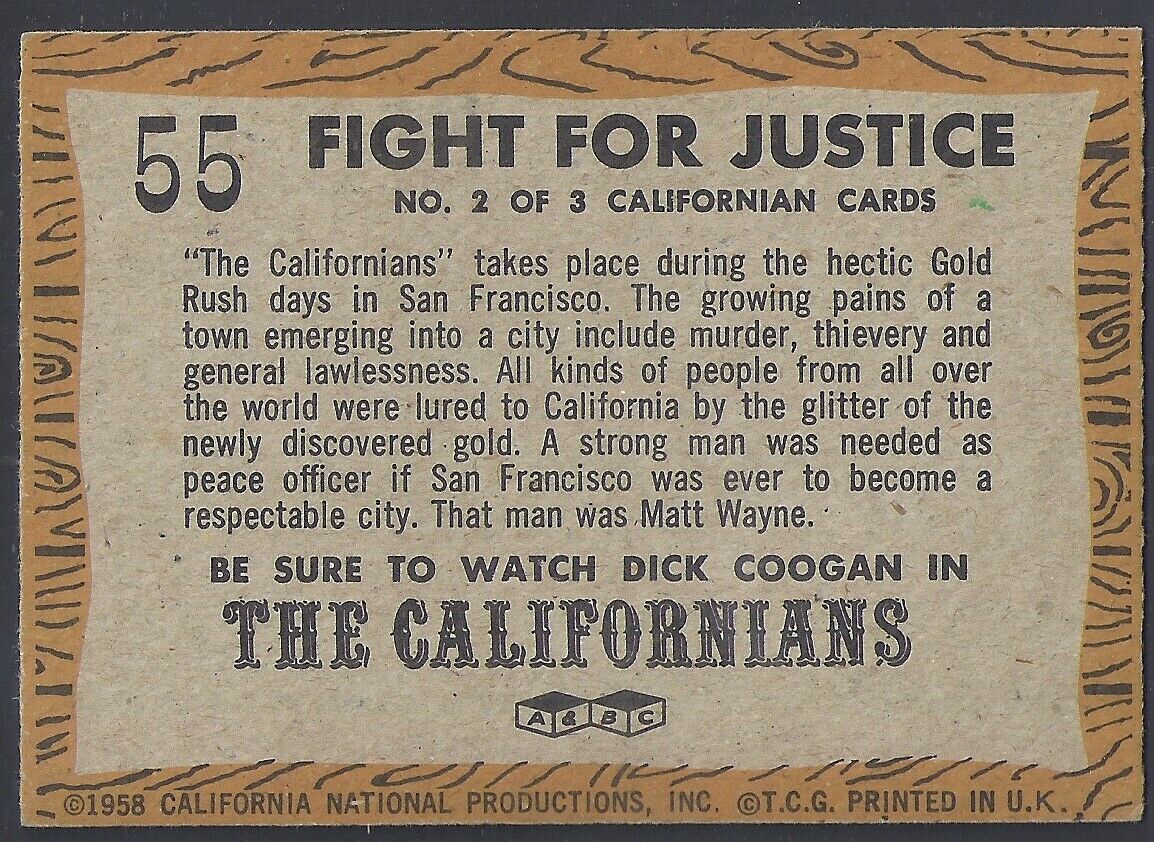 55
FIGHT FOR JUSTICE
NO. 2 OF 3 CALIFORNIAN CARDS
"The Californians" takes place during the hectic Gold
Rush days in San Francisco. The growing pains of a
town emerging into a city include murder, thievery and
general lawlessness. All kinds of people from all over
the world were lured to California by the glitter of the
newly discovered gold. A strong man was needed as
peace officer if San Francisco was ever to become a
respectable city. That man was Matt Wayne.
BE SURE TO WATCH DICK COOGAN IN
THE CALIFORNIANS
A & B C
©1958 CALIFORNIA NATIONAL PRODUCTIONS, INC. ©T.C.G. PRINTED IN U.K.